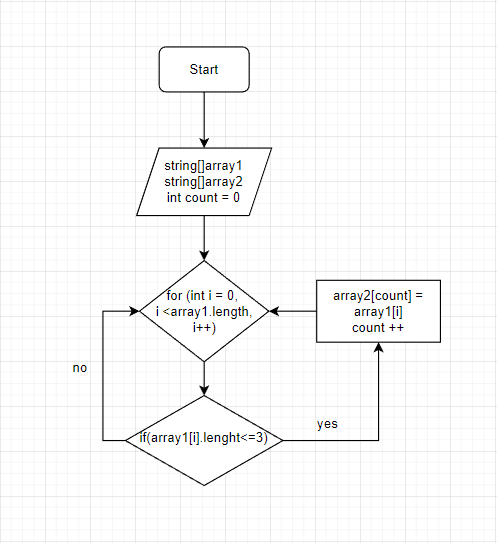 Start
string[]array1
string[]array2
int count = 0
for (int i = 0,
i <array1.length,
i++)
array2[count] =
array1[i]
count ++
no
if(array1[i].lenght<=3)
yes